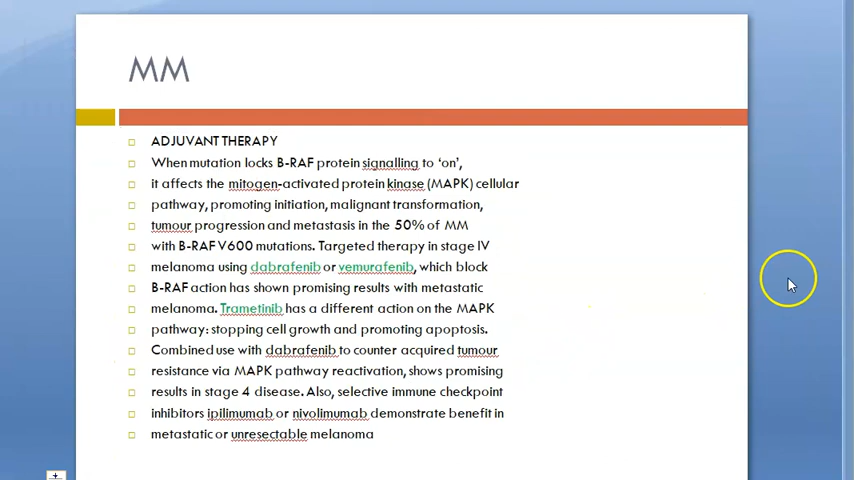 MM
ADJUVANT THERAPY
When mutation locks B-RAF protein signalling to ‘on’,
it affects the mitogen-activated protein kinase (MAPK) cellular
pathway, promoting initiation, malignant transformation,
tumour progression and metastasis in the 50% of MM
with B-RAF V600 mutations. Targeted therapy in stage IV
melanoma using dabrafenib or vemurafenib, which block
B-RAF action has shown promising results with metastatic
melanoma. Trametinib has a different action on the MAPK
pathway: stopping cell growth and promoting apoptosis.
Combined use with dabrafenib to counter acquired tumour
resistance via MAPK pathway reactivation, shows promising
results in stage 4 disease. Also, selective immune checkpoint
inhibitors ipilimumab or nivolimumab demonstrate benefit in
metastatic or unresectable melanoma